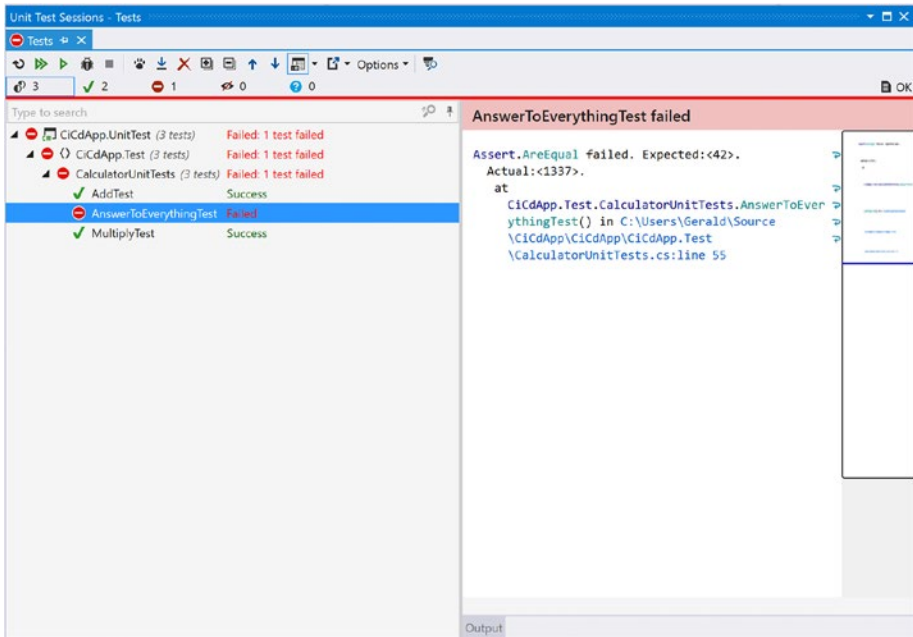 Unit Test Sessions - Tests
Tests
Options
3 2 1 0 0 OK
Type to search
CiCdApp.UnitTest (3 tests) Failed: 1 test failed
CiCdApp.Test (3 tests) Failed: 1 test failed
CalculatorUnitTests (3 tests) Failed: 1 test failed
AddTest Success
AnswerToEverythingTest Failed
MultiplyTest Success
AnswerToEverythingTest failed
Assert.AreEqual failed. Expected:<42>.
Actual:<1337>.
at
CiCdApp.Test.CalculatorUnitTests.AnswerToEver
ythingTest() in C:\Users\Gerald\Source
\CiCdApp\CiCdApp\CiCdApp.Test
\CalculatorUnitTests.cs:line 55
Output